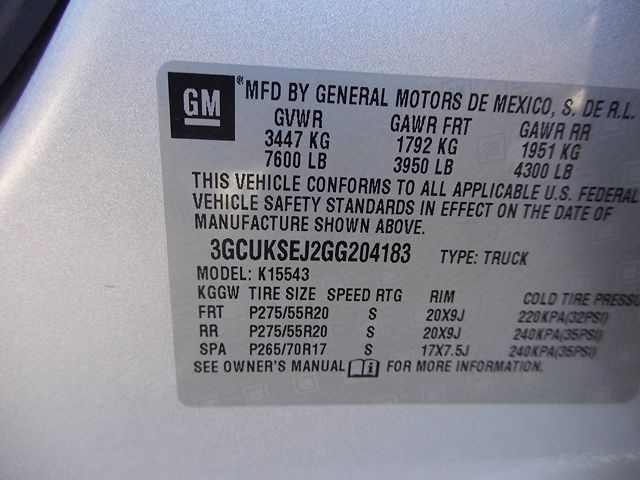 GM ® MFD BY GENERAL MOTORS DE MEXICO, S. DE R.L.
GVWR GAWR FRT GAWR RR
3447 KG 1792 KG 1951 KG
7600 LB 3950 LB 4300 LB
THIS VEHICLE CONFORMS TO ALL APPLICABLE U.S. FEDERAL
VEHICLE SAFETY STANDARDS IN EFFECT ON THE DATE OF
MANUFACTURE SHOWN ABOVE.
3GCUKSEJ2GG204183 TYPE: TRUCK
MODEL: K15543
KGGW TIRE SIZE SPEED RTG RIM COLD TIRE PRESSU
FRT P275/55R20 S 20X9J 220KPA(32PSI)
RR P275/55R20 S 20X9J 240KPA(35PSI)
SPA P265/70R17 S 17X7.5J 240KPA(35PSI)
SEE OWNER'S MANUAL FOR MORE INFORMATION.